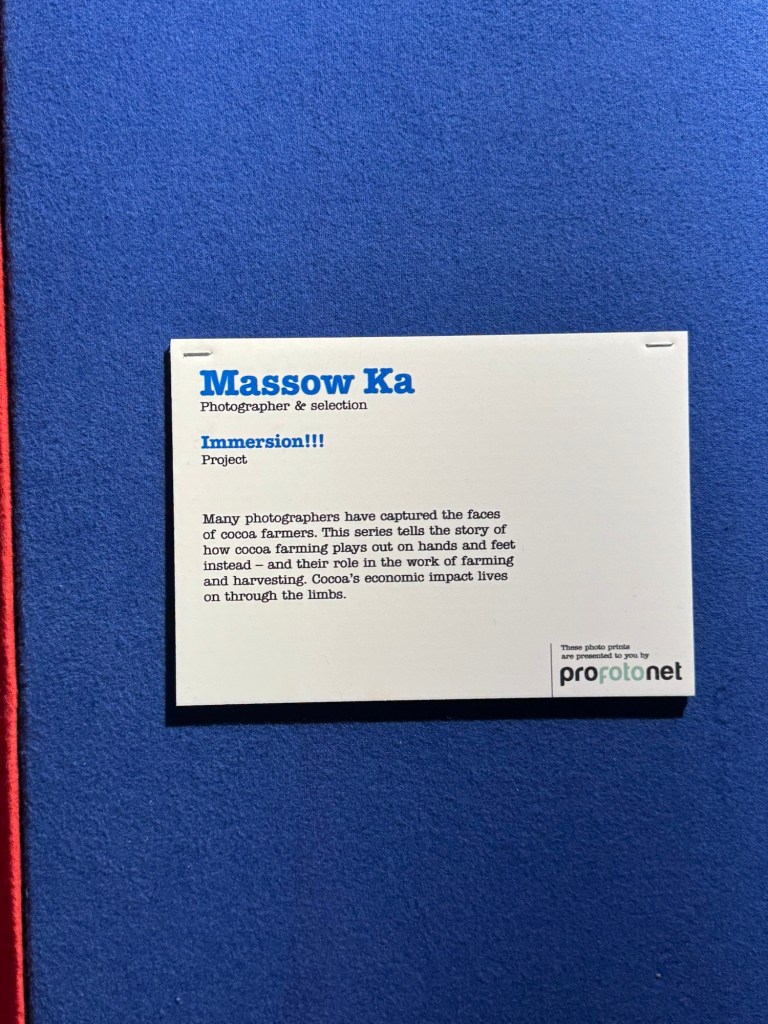 Massow Ka
Photographer & selection
Immersion!!!
Project
Many photographers have captured the faces
of cocoa farmers. This series tells the story of
how cocoa farming plays out on hands and feet
instead – and their role in the work of farming
and harvesting. Cocoa's economic impact lives
on through the limbs.
These photo prints
are presented to you by
profotonet